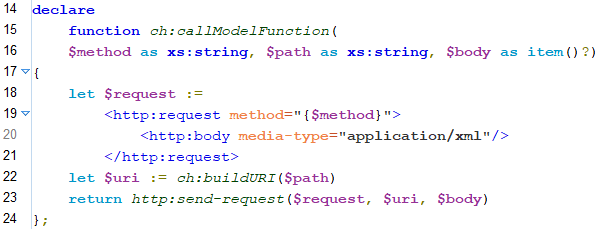 14 declare
15 function ch:callModelFunction(
16 $method as xs:string, $path as xs:string, $body as item()?)
17 {
18 let $request :=
19 <http:request method="{$method}">
20 <http:body media-type="application/xml"/>
21 </http:request>
22 let $uri := ch:buildURI($path)
23 return http:send-request($request, $uri, $body)
24 };